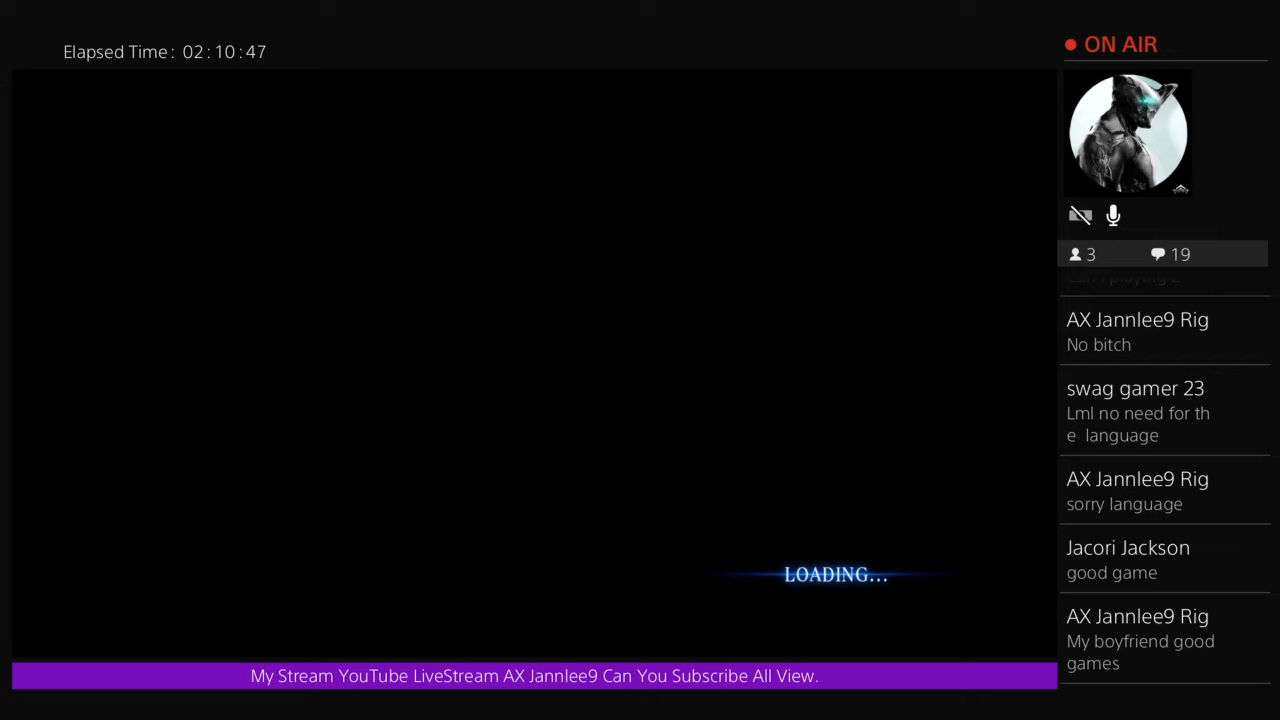 Elapsed Time: 02:10:47
ON AIR
3 19
AX Jannlee9 Rig
No bitch
swag gamer 23
Lml no need for th
e language
AX Jannlee9 Rig
sorry language
Jacori Jackson
good game
AX Jannlee9 Rig
My boyfriend good
games
LOADING...
My Stream YouTube LiveStream AX Jannlee9 Can You Subscribe All View.